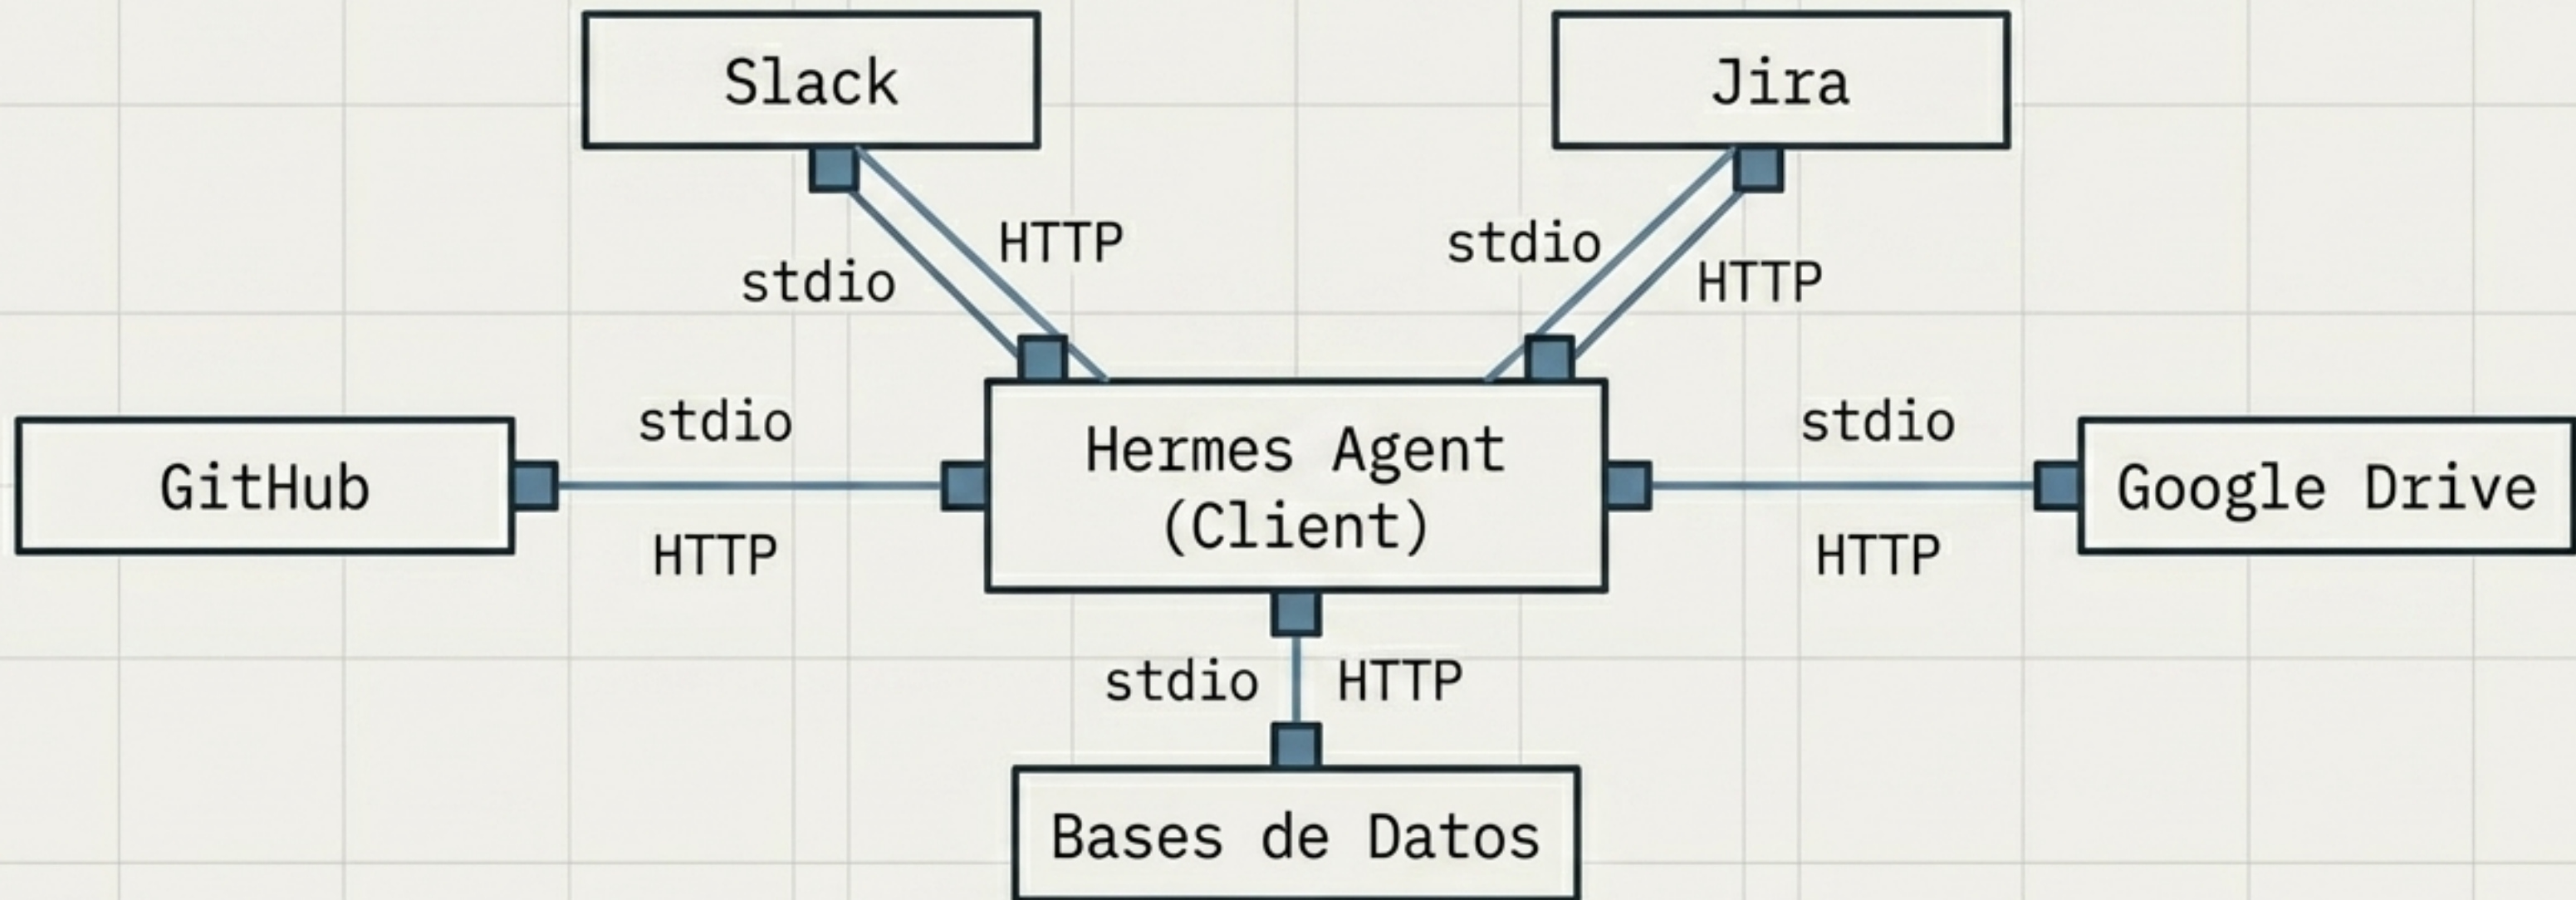 Slack
Jira
HTTP
stdio
stdio
HTTP
stdio
HTTP
GitHub
Hermes Agent
(Client)
stdio
HTTP
Google Drive
stdio
HTTP
Bases de Datos